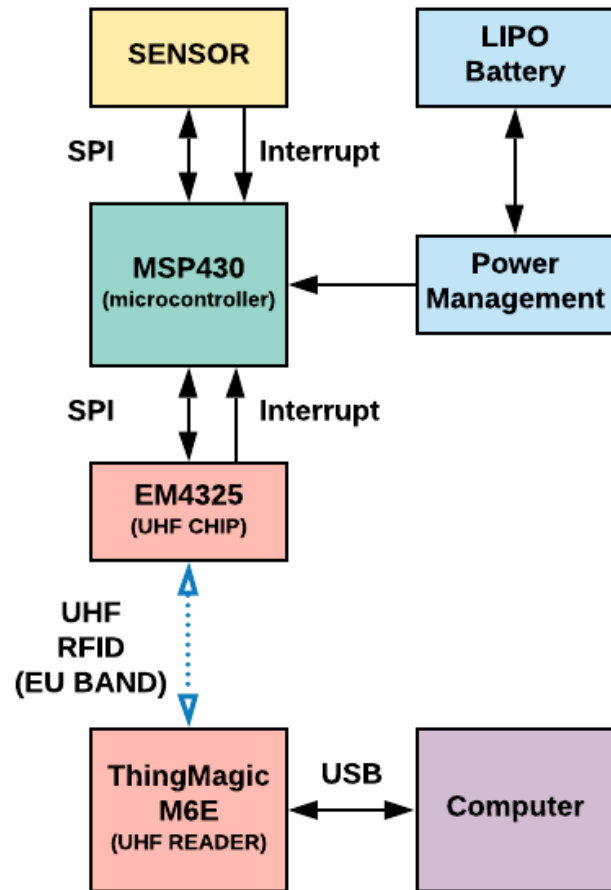 SENSOR
LIPO
Battery
SPI
Interrupt
MSP430
(microcontroller)
Power
Management
SPI
Interrupt
EM4325
(UHF CHIP)
UHF
RFID
(EU BAND)
ThingMagic
M6E
(UHF READER)
USB
Computer